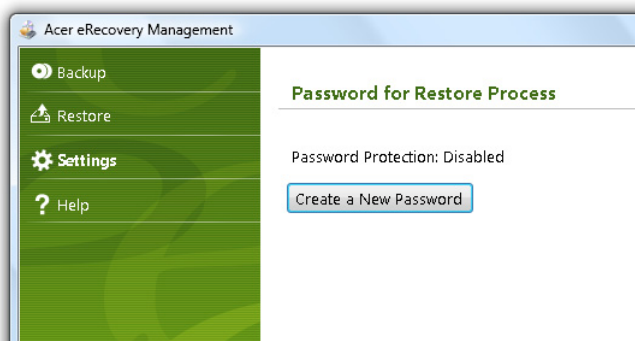 Acer eRecovery Management
Backup
Restore
Settings
Help
Password for Restore Process
Password Protection: Disabled
Create a New Password